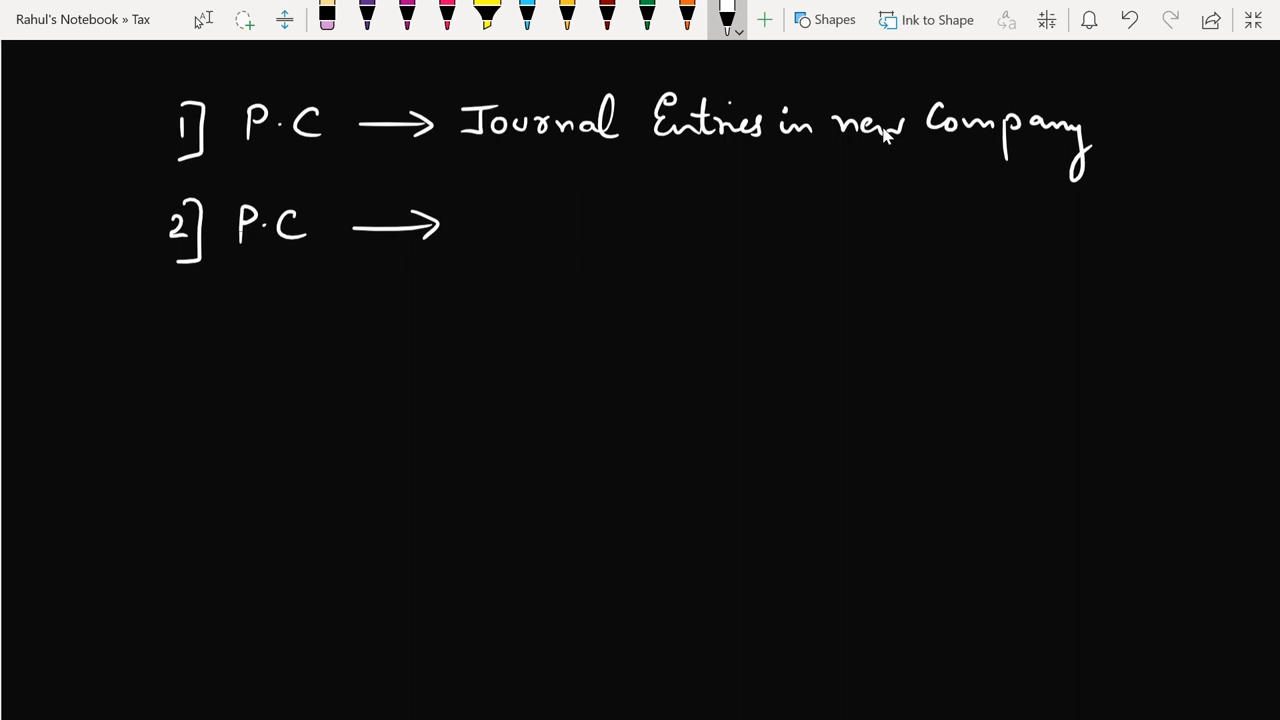 Rahul's Notebook » Tax Shapes Ink to Shape
1] P.C → Journal Entries in new Company
2] P.C →